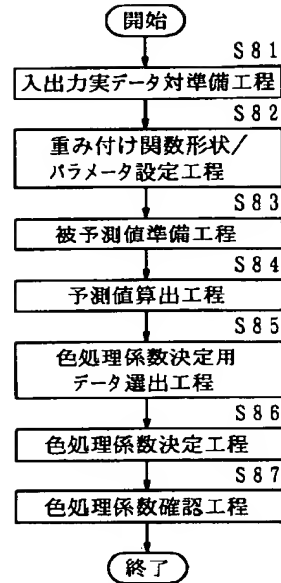 開始
S81
入出力実データ対準備工程
S82
重み付け関数形状/
パラメータ設定工程
S83
被予測値準備工程
S84
予測値算出工程
S85
色処理係数決定用
データ選出工程
S86
色処理係数決定工程
S87
色処理係数確認工程
終了